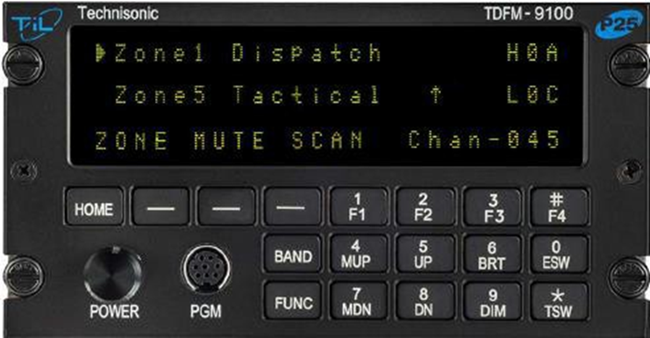 TiL Technisonic TDFM-9100 P25
Zone1 Dispatch H0A
Zone5 Tactical ↑ L0C
ZONE MUTE SCAN Chan-045
HOME — — — 1 2 3 #
F1 F2 F3 F4
BAND 4 5 6 0
MUP UP BRT ESW
FUNC 7 8 9 *
MDN DN DIM TSW
POWER PGM